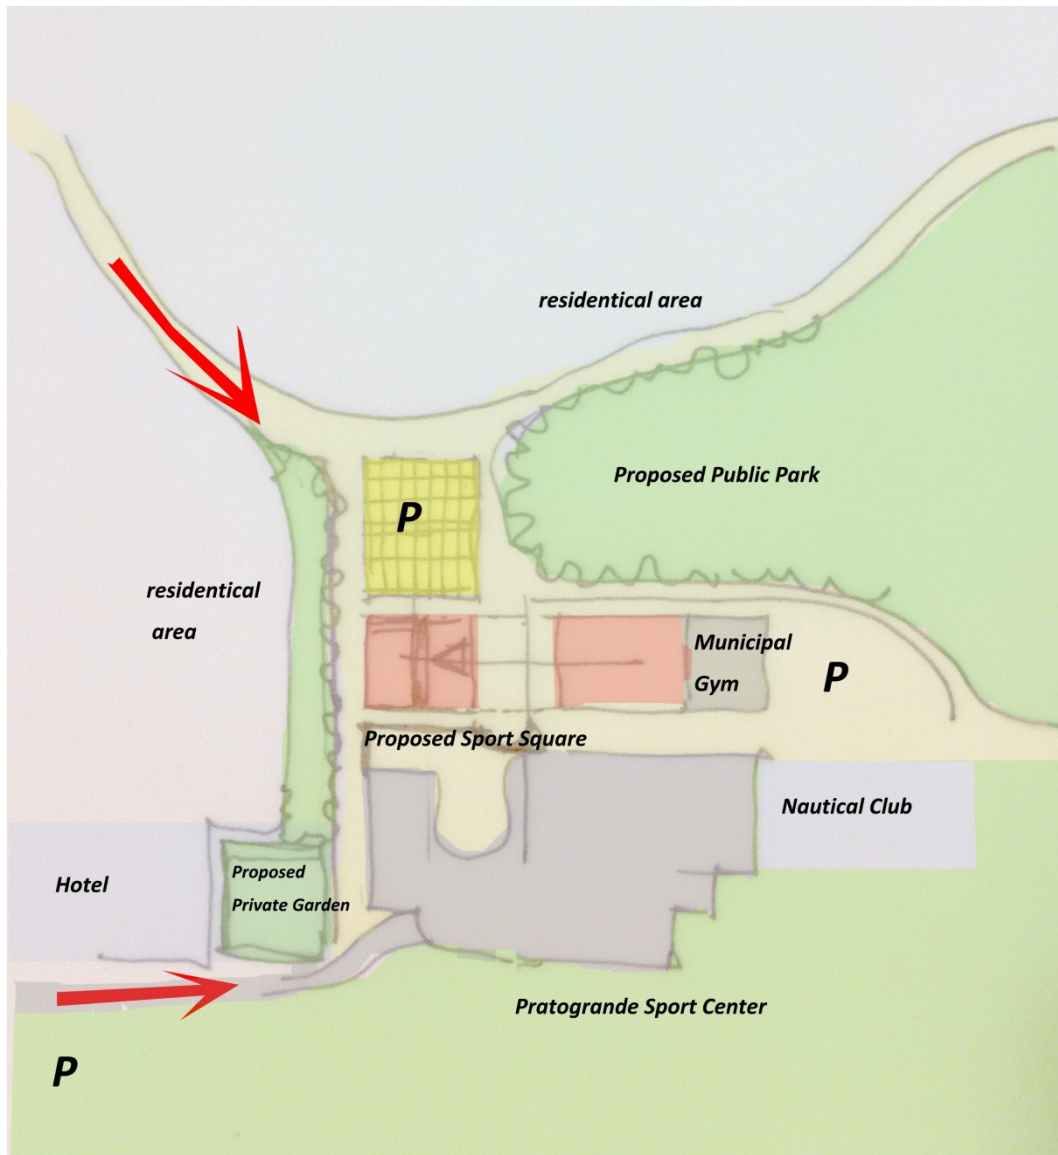 residentical area
Proposed Public Park
P
residentical
area
Municipal
Gym
P
Proposed Sport Square
Nautical Club
Hotel
Proposed
Private Garden
Pratogrande Sport Center
P